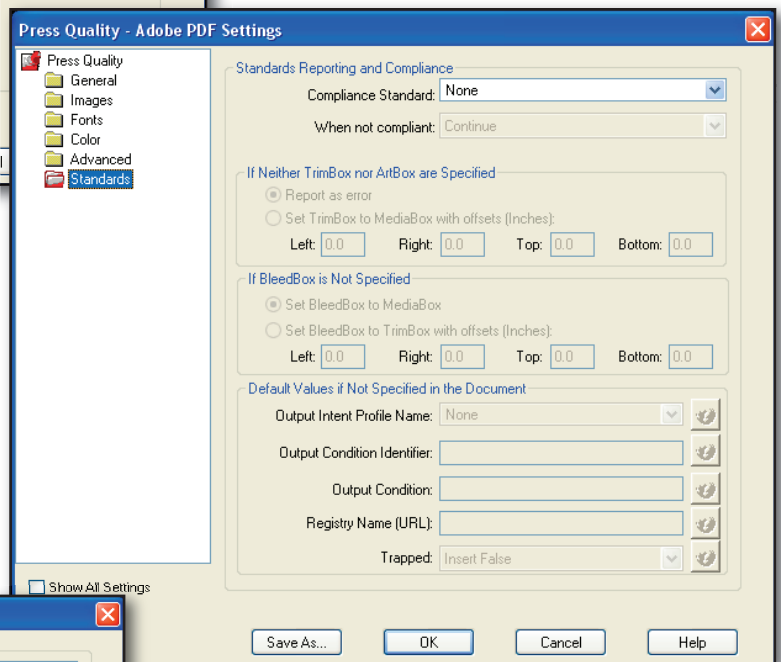 Press Quality - Adobe PDF Settings
Press Quality
General
Images
Fonts
Color
Advanced
Standards
Show All Settings
Standards Reporting and Compliance
Compliance Standard: None
When not compliant: Continue
If Neither TrimBox nor ArtBox are Specified
Report as error
Set TrimBox to MediaBox with offsets (Inches):
Left: 0.0 Right: 0.0 Top: 0.0 Bottom: 0.0
If BleedBox is Not Specified
Set BleedBox to MediaBox
Set BleedBox to TrimBox with offsets (Inches):
Left: 0.0 Right: 0.0 Top: 0.0 Bottom: 0.0
Default Values if Not Specified in the Document
Output Intent Profile Name: None
Output Condition Identifier:
Output Condition:
Registry Name (URL):
Trapped: Insert False
Save As... OK Cancel Help